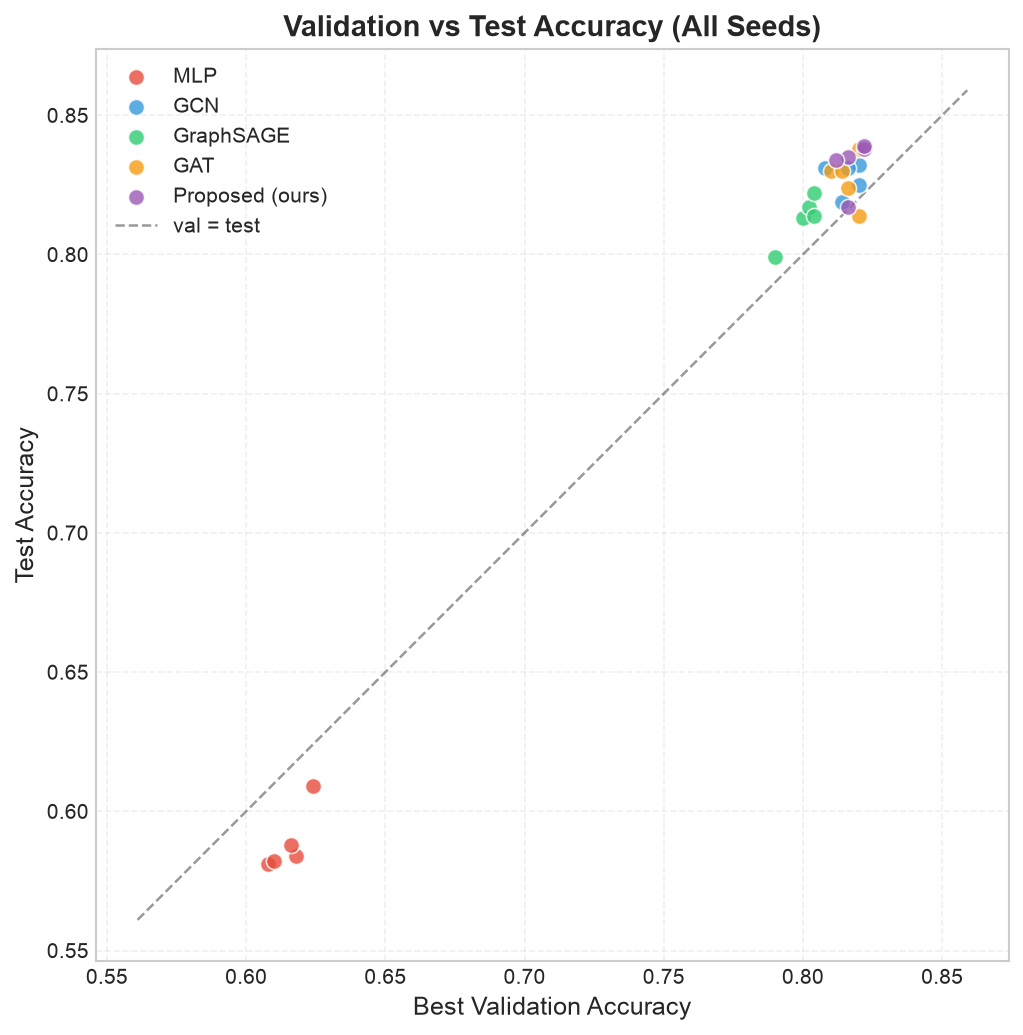 Validation vs Test Accuracy (All Seeds)
MLP
GCN
GraphSAGE
GAT
Proposed (ours)
val = test
0.85
0.80
0.75
0.70
0.65
0.60
0.55
Test Accuracy
0.55 0.60 0.65 0.70 0.75 0.80 0.85
Best Validation Accuracy